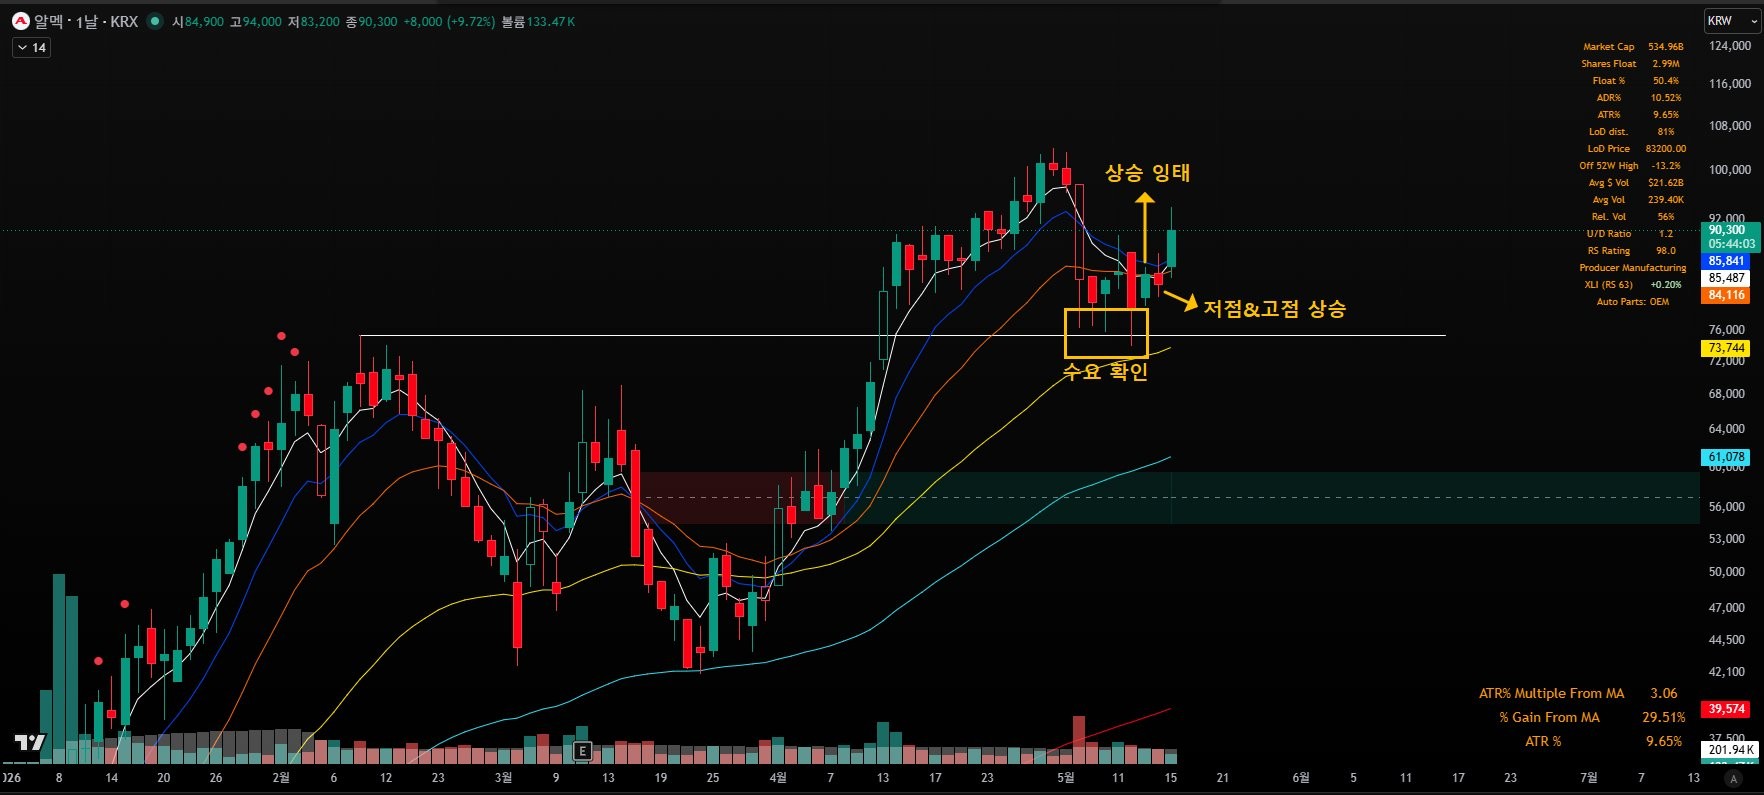 알멕 · 1날 · KRX 시84,900 고94,000 저83,200 종90,300 +8,000 (+9.72%) 볼륨133.47 K
14
KRW
124,000
116,000
108,000
100,000
92,000
90,300
05:44:03
85,841
85,487
84,116
76,000
73,744
72,000
68,000
64,000
61,078
60,000
56,000
53,000
50,000
47,000
44,500
42,100
39,574
37,500
201.94 K
Market Cap 534.96B
Shares Float 2.99M
Float % 50.4%
ADR% 10.52%
ATR% 9.65%
LoD dist. 81%
LoD Price 83200.00
Off 52W High -13.2%
Avg $ Vol $21.62B
Avg Vol 239.40K
Rel. Vol 56%
U/D Ratio 1.2
RS Rating 98.0
Producer Manufacturing
XLI (RS 63) +0.20%
Auto Parts: OEM
상승 잉태
저점&고점 상승
수요 확인
ATR% Multiple From MA 3.06
% Gain From MA 29.51%
ATR % 9.65%
E
8 14 20 26 2월 6 12 23 3월 9 13 19 25 4월 7 13 17 23 5월 11 15 21 6월 5 11 17 23 7월 7 13
A